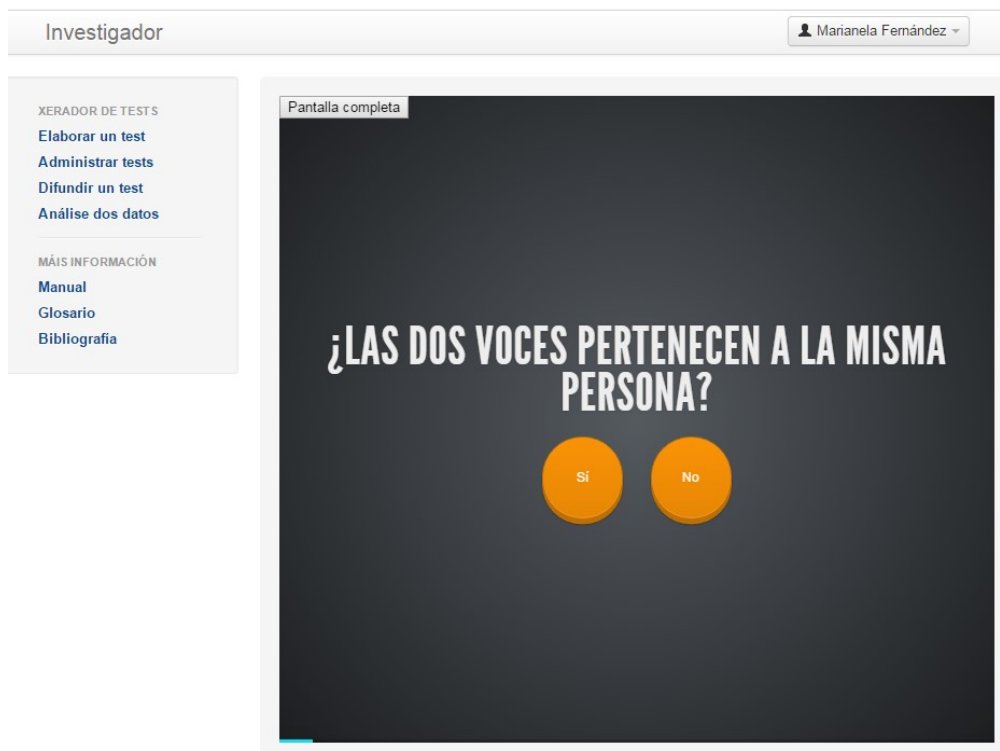 Investigador
Marianela Fernández
XERADOR DE TESTS
Elaborar un test
Administrar tests
Difundir un test
Análise dos datos
MÁIS INFORMACIÓN
Manual
Glosario
Bibliografía
Pantalla completa
¿LAS DOS VOCES PERTENECEN A LA MISMA
PERSONA?
Sí
No